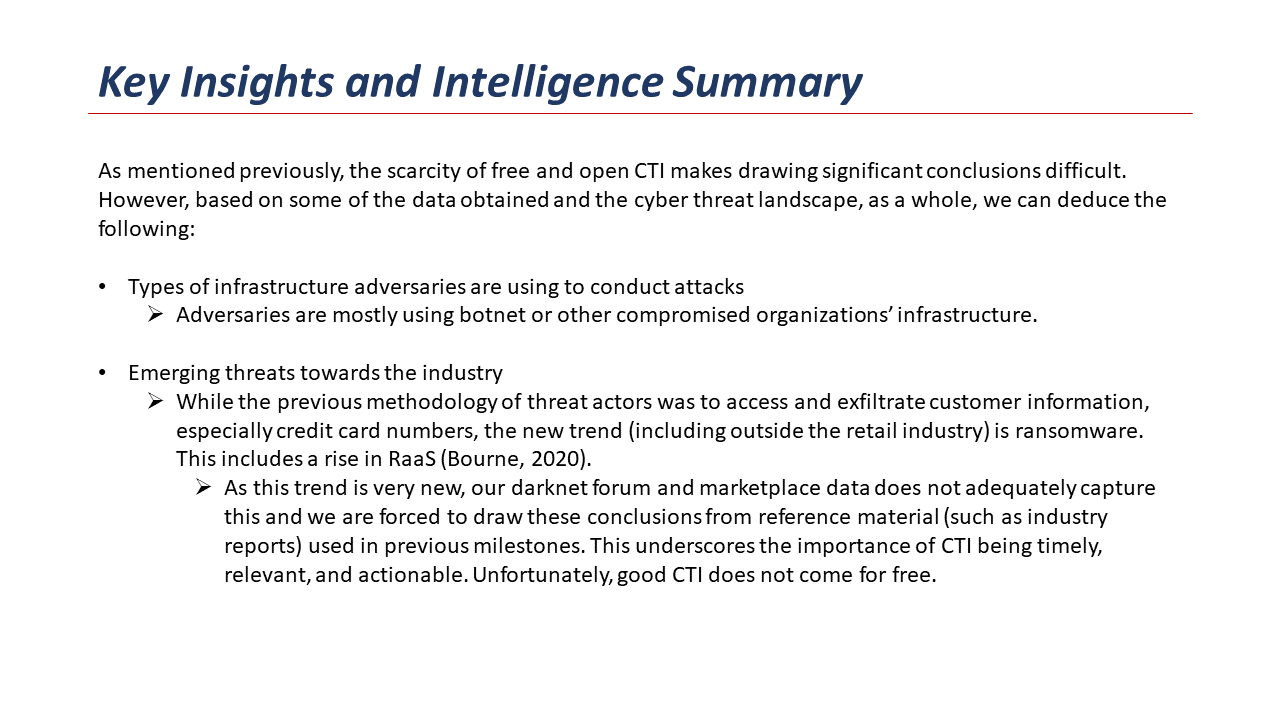 Key Insights and Intelligence Summary
As mentioned previously, the scarcity of free and open CTI makes drawing significant conclusions difficult.
However, based on some of the data obtained and the cyber threat landscape, as a whole, we can deduce the
following:
• Types of infrastructure adversaries are using to conduct attacks
➢ Adversaries are mostly using botnet or other compromised organizations’ infrastructure.
• Emerging threats towards the industry
➢ While the previous methodology of threat actors was to access and exfiltrate customer information,
especially credit card numbers, the new trend (including outside the retail industry) is ransomware.
This includes a rise in RaaS (Bourne, 2020).
➢ As this trend is very new, our darknet forum and marketplace data does not adequately capture
this and we are forced to draw these conclusions from reference material (such as industry
reports) used in previous milestones. This underscores the importance of CTI being timely,
relevant, and actionable. Unfortunately, good CTI does not come for free.